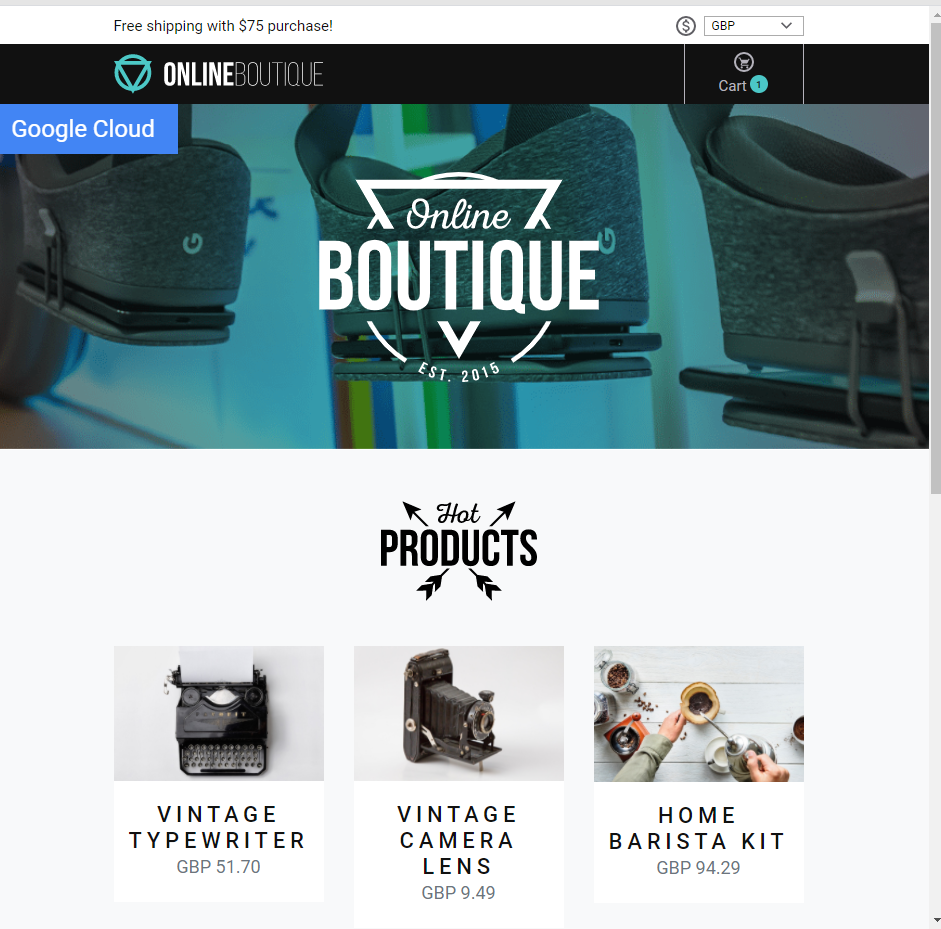 Free shipping with $75 purchase!
$
GBP
ONLINEBOUTIQUE
Cart 1
Google Cloud
Online
BOUTIQUE
EST. 2015
Hot
PRODUCTS
VINTAGE
TYPEWRITER
GBP 51.70
VINTAGE
CAMERA
LENS
GBP 9.49
HOME
BARISTA KIT
GBP 94.29